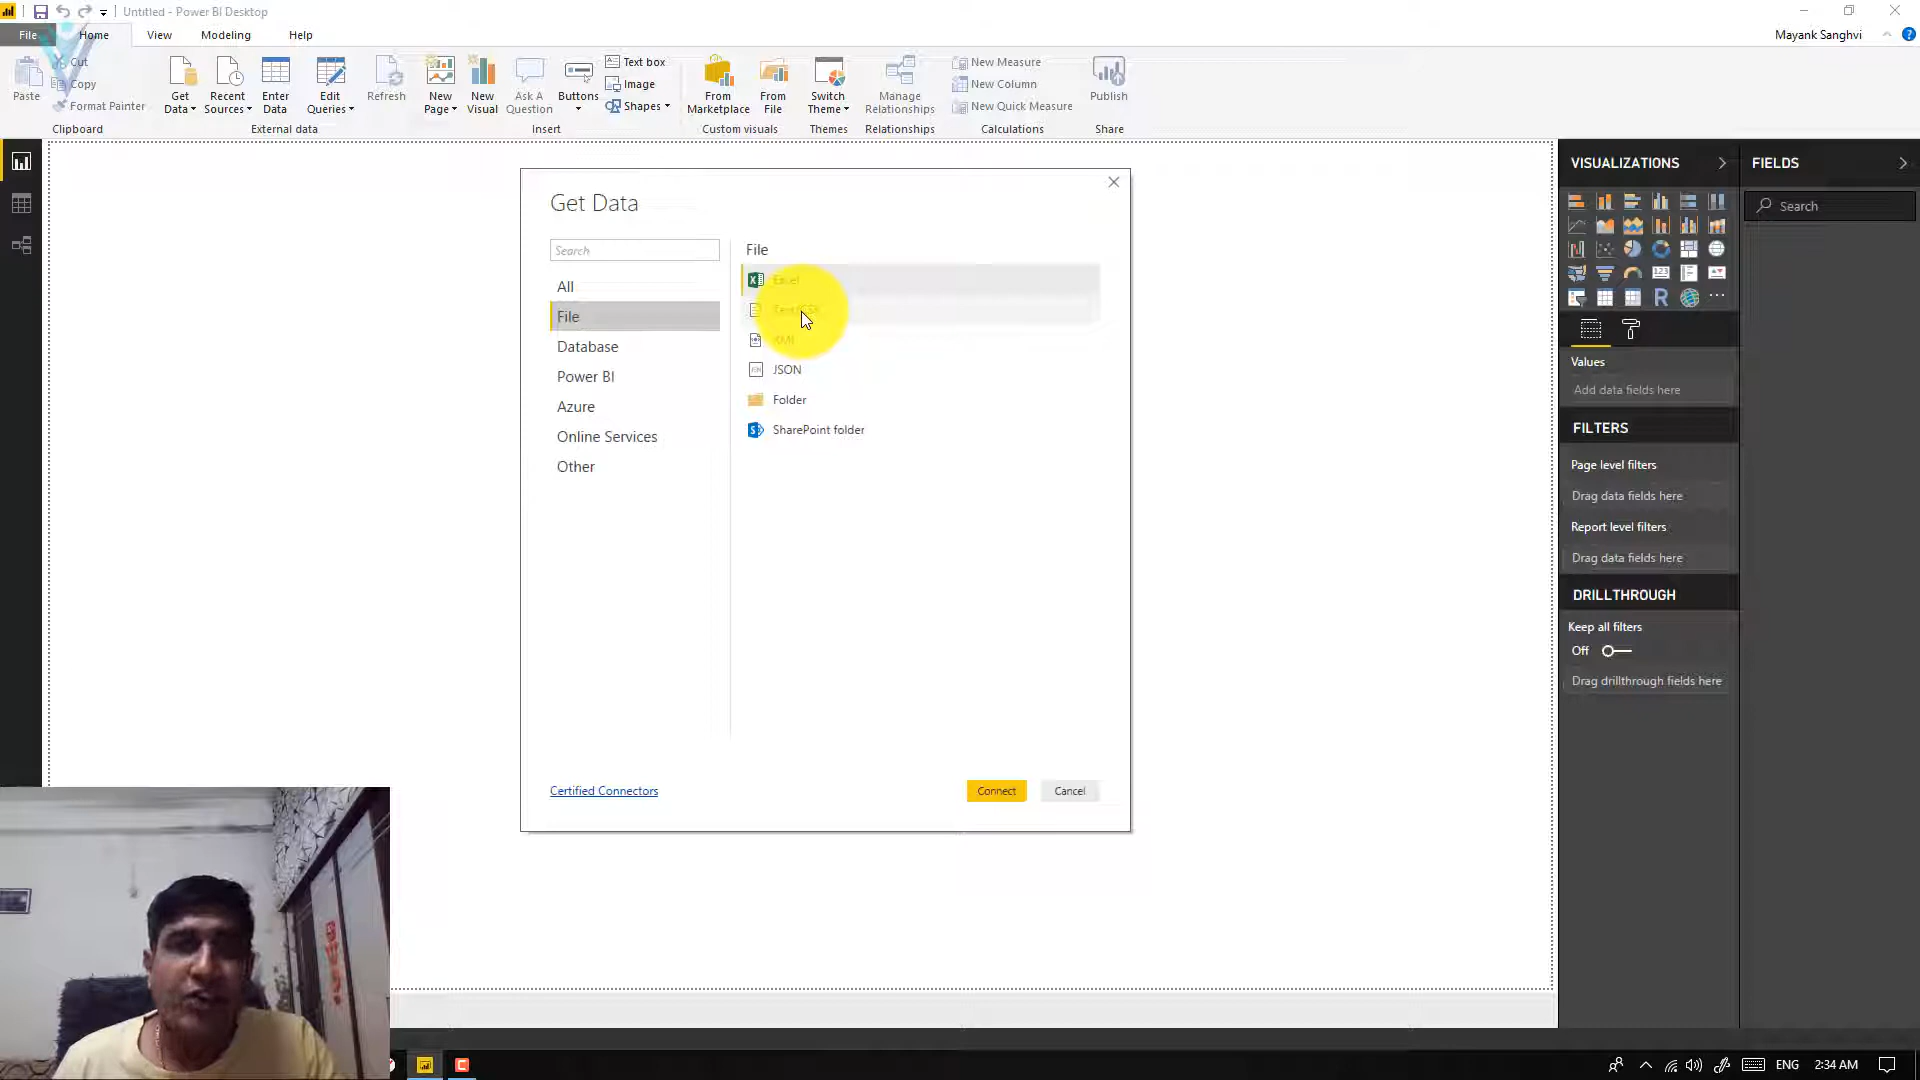 Untitled - Power BI Desktop
File Home View Modeling Help
Mayank Sanghvi
Paste
Cut
Copy
Format Painter
Clipboard
Get Data
Recent Sources
Enter Data
Edit Queries
Refresh
External data
New Page
New Visual
Ask A Question
Buttons
Text box
Image
Shapes
Insert
From Marketplace
From File
Custom visuals
Switch Theme
Themes
Manage Relationships
Relationships
New Measure
New Column
New Quick Measure
Calculations
Publish
Share
Get Data
Search
All
File
Database
Power BI
Azure
Online Services
Other
File
Excel
Text/CSV
XML
JSON
Folder
SharePoint folder
Certified Connectors
Connect
Cancel
VISUALIZATIONS
Values
Add data fields here
FILTERS
Page level filters
Drag data fields here
Report level filters
Drag data fields here
DRILLTHROUGH
Keep all filters
Off
Drag drillthrough fields here
FIELDS
Search
ENG 2:34 AM